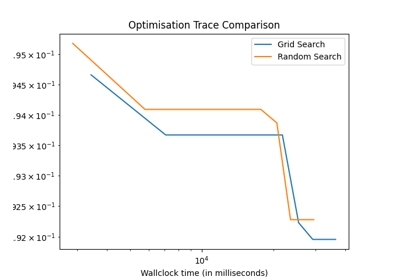 Optimisation Trace Comparison
Grid Search
Random Search
.95 × 10⁻¹
945 × 10⁻¹
.94 × 10⁻¹
935 × 10⁻¹
.93 × 10⁻¹
925 × 10⁻¹
.92 × 10⁻¹
10⁴
Wallclock time (in milliseconds)